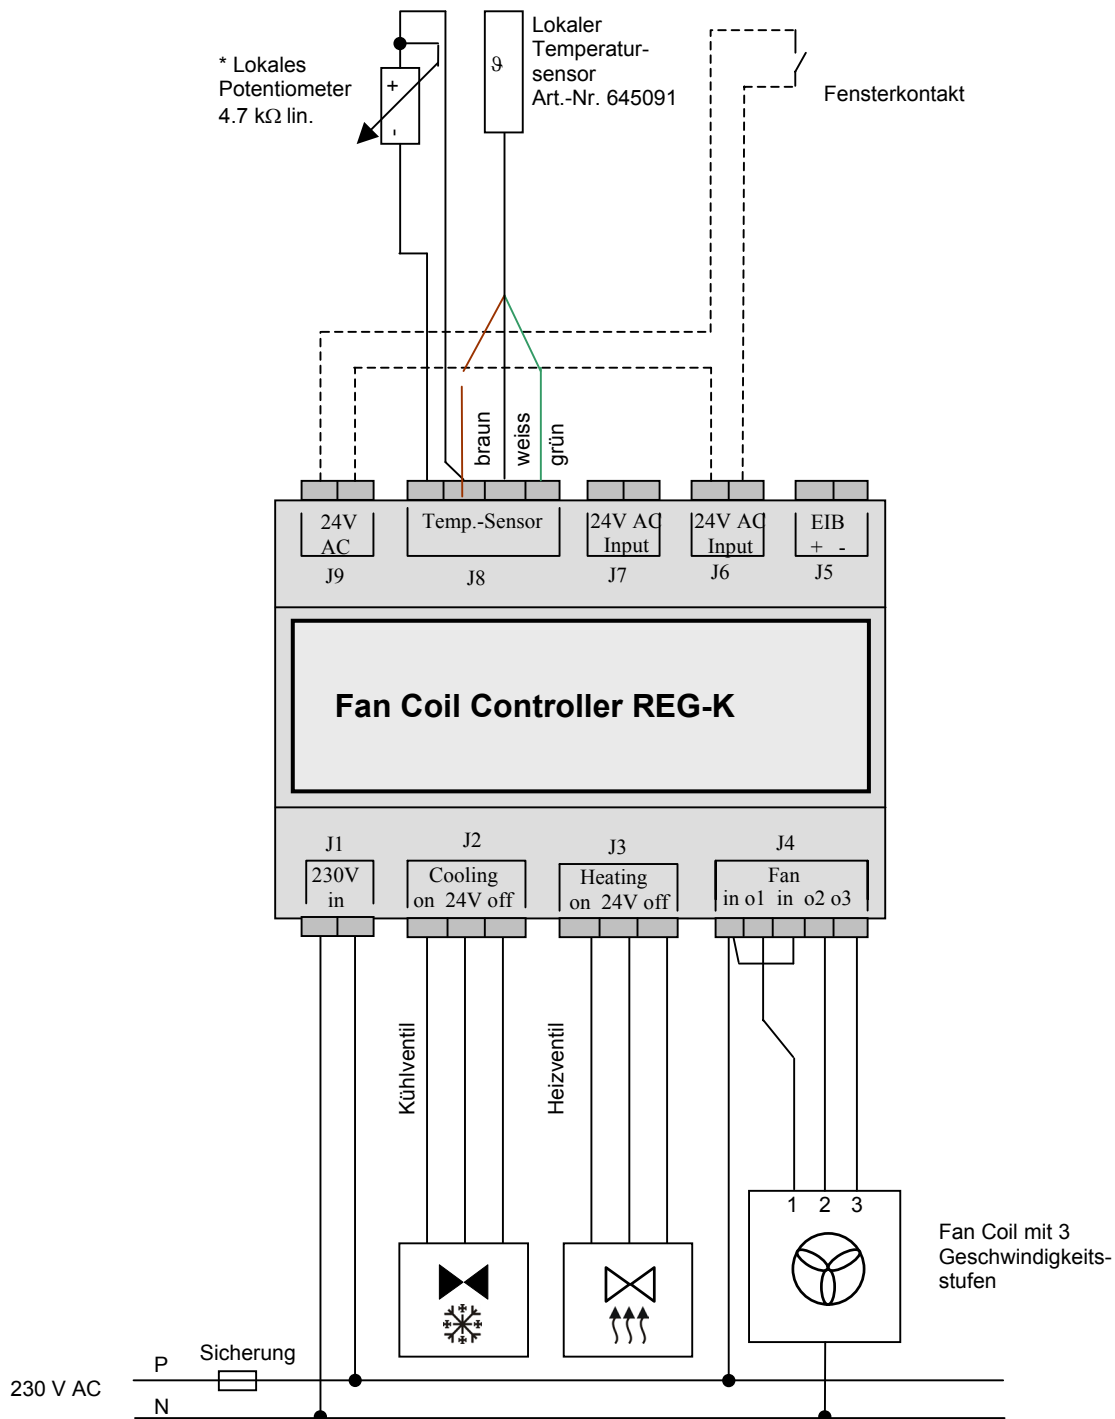 * Lokales
Potentiometer
4.7 kΩ lin.
+
-
ϑ
Lokaler
Temperatur-
sensor
Art.-Nr. 645091
Fensterkontakt
braun
weiss
grün
24V
AC
J9
Temp.-Sensor
J8
24V AC
Input
J7
24V AC
Input
J6
EIB
+ -
J5
Fan Coil Controller REG-K
J1
230V
in
J2
Cooling
on 24V off
J3
Heating
on 24V off
J4
Fan
in o1 in o2 o3
Kühlventil
Heizventil
1 2 3
Fan Coil mit 3
Geschwindigkeits-
stufen
Sicherung
P
230 V AC
N